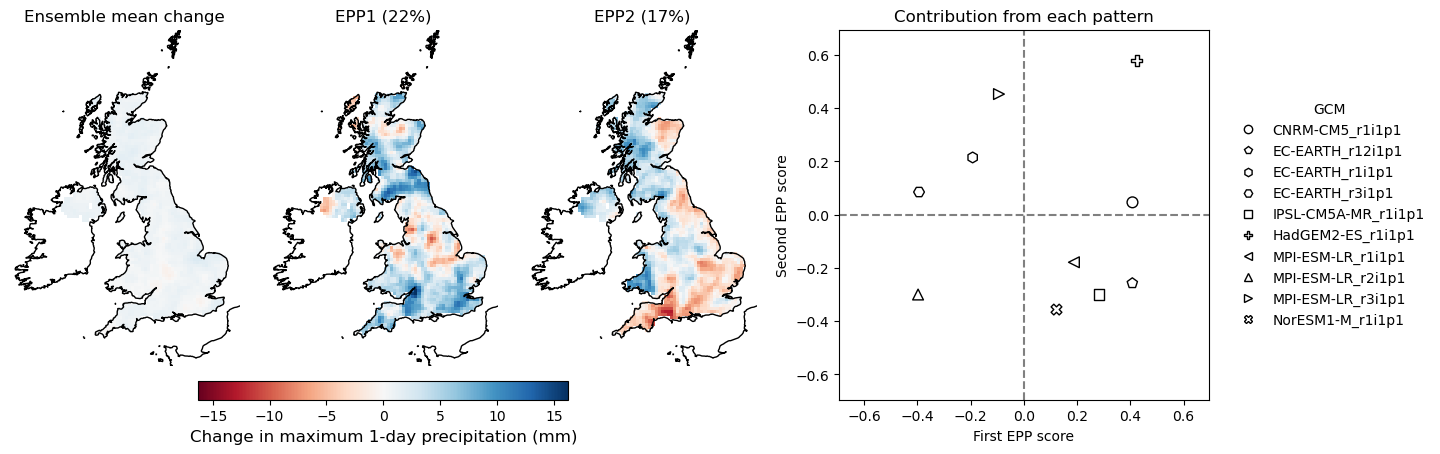 Ensemble mean change
EPP1 (22%)
EPP2 (17%)
−15 −10 −5 0 5 10 15
Change in maximum 1-day precipitation (mm)
Contribution from each pattern
Second EPP score
0.6
0.4
0.2
0.0
−0.2
−0.4
−0.6
−0.6 −0.4 −0.2 0.0 0.2 0.4 0.6
First EPP score
GCM
CNRM-CM5_r1i1p1
EC-EARTH_r12i1p1
EC-EARTH_r1i1p1
EC-EARTH_r3i1p1
IPSL-CM5A-MR_r1i1p1
HadGEM2-ES_r1i1p1
MPI-ESM-LR_r1i1p1
MPI-ESM-LR_r2i1p1
MPI-ESM-LR_r3i1p1
NorESM1-M_r1i1p1